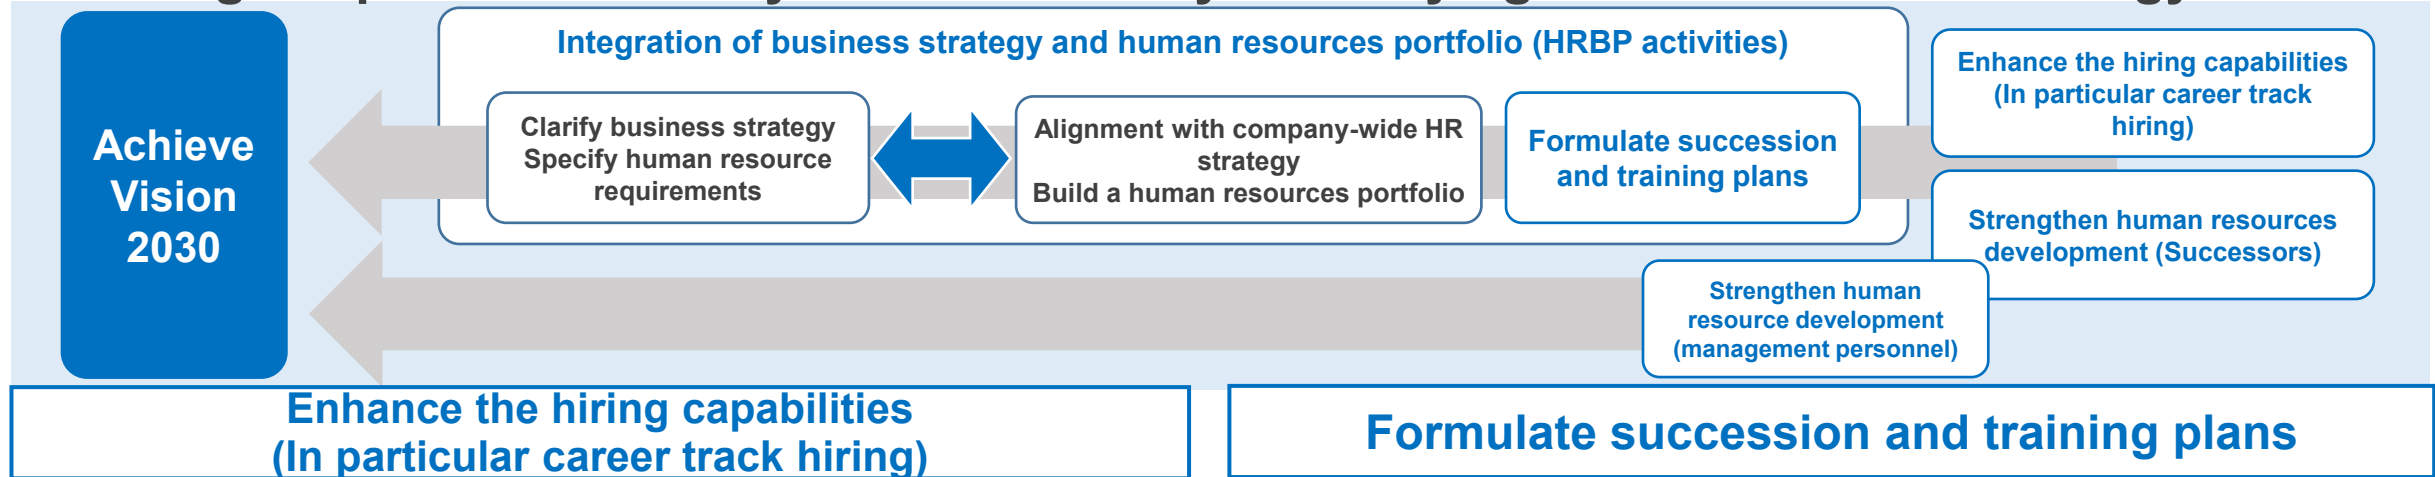 Achieve
Vision
2030
Integration of business strategy and human resources portfolio (HRBP activities)
Clarify business strategy
Specify human resource
requirements
Alignment with company-wide HR
strategy
Build a human resources portfolio
Formulate succession
and training plans
Enhance the hiring capabilities
(In particular career track
hiring)
Strengthen human resources
development (Successors)
Strengthen human
resource development
(management personnel)
Enhance the hiring capabilities
(In particular career track hiring)
Formulate succession and training plans